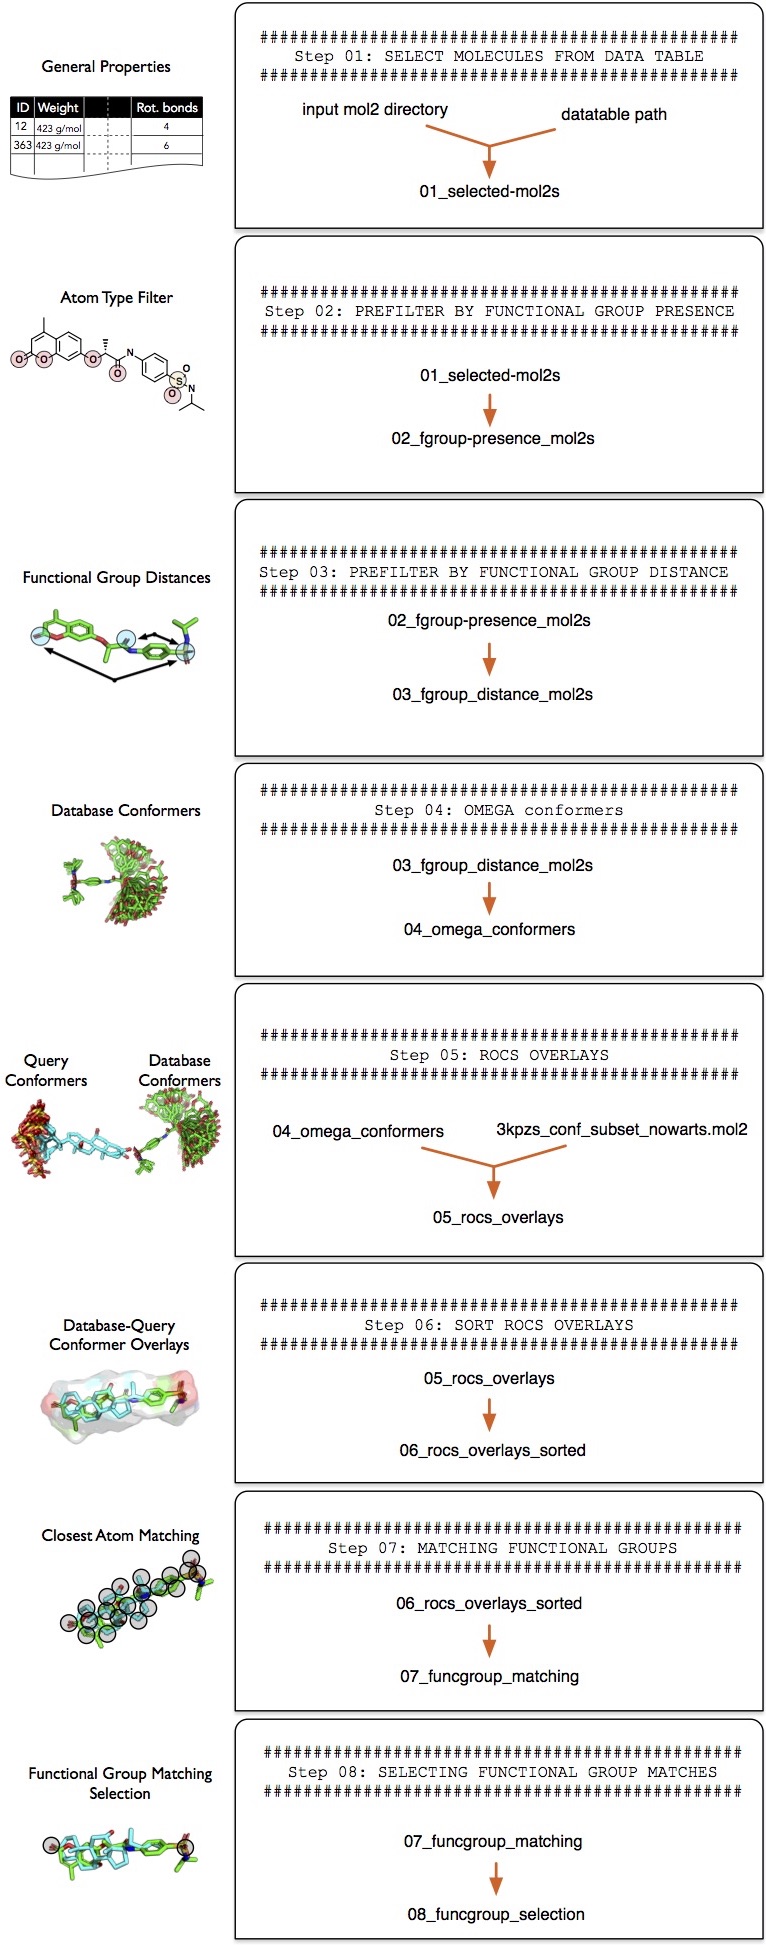 General Properties
ID Weight Rot. bonds
12 423 g/mol 4
363 423 g/mol 6
################################################
Step 01: SELECT MOLECULES FROM DATA TABLE
################################################
input mol2 directory
datatable path
01_selected-mol2s
Atom Type Filter
O O O N O S O O N
################################################
Step 02: PREFILTER BY FUNCTIONAL GROUP PRESENCE
################################################
01_selected-mol2s
02_fgroup-presence_mol2s
Functional Group Distances
################################################
Step 03: PREFILTER BY FUNCTIONAL GROUP DISTANCE
################################################
02_fgroup-presence_mol2s
03_fgroup_distance_mol2s
Database Conformers
################################################
Step 04: OMEGA conformers
################################################
03_fgroup_distance_mol2s
04_omega_conformers
Query
Conformers
Database
Conformers
################################################
Step 05: ROCS OVERLAYS
################################################
04_omega_conformers
3kpzs_conf_subset_nowarts.mol2
05_rocs_overlays
Database-Query
Conformer Overlays
################################################
Step 06: SORT ROCS OVERLAYS
################################################
05_rocs_overlays
06_rocs_overlays_sorted
Closest Atom Matching
################################################
Step 07: MATCHING FUNCTIONAL GROUPS
################################################
06_rocs_overlays_sorted
07_funcgroup_matching
Functional Group Matching
Selection
################################################
Step 08: SELECTING FUNCTIONAL GROUP MATCHES
################################################
07_funcgroup_matching
08_funcgroup_selection